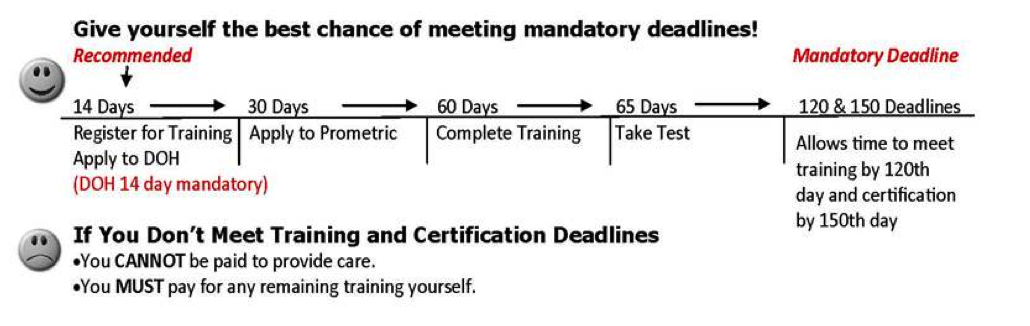 Give yourself the best chance of meeting mandatory deadlines!
Recommended
Mandatory Deadline
14 Days
30 Days
60 Days
65 Days
120 & 150 Deadlines
Register for Training
Apply to DOH
(DOH 14 day mandatory)
Apply to Prometric
Complete Training
Take Test
Allows time to meet
training by 120th
day and certification
by 150th day
If You Don't Meet Training and Certification Deadlines
•You CANNOT be paid to provide care.
•You MUST pay for any remaining training yourself.